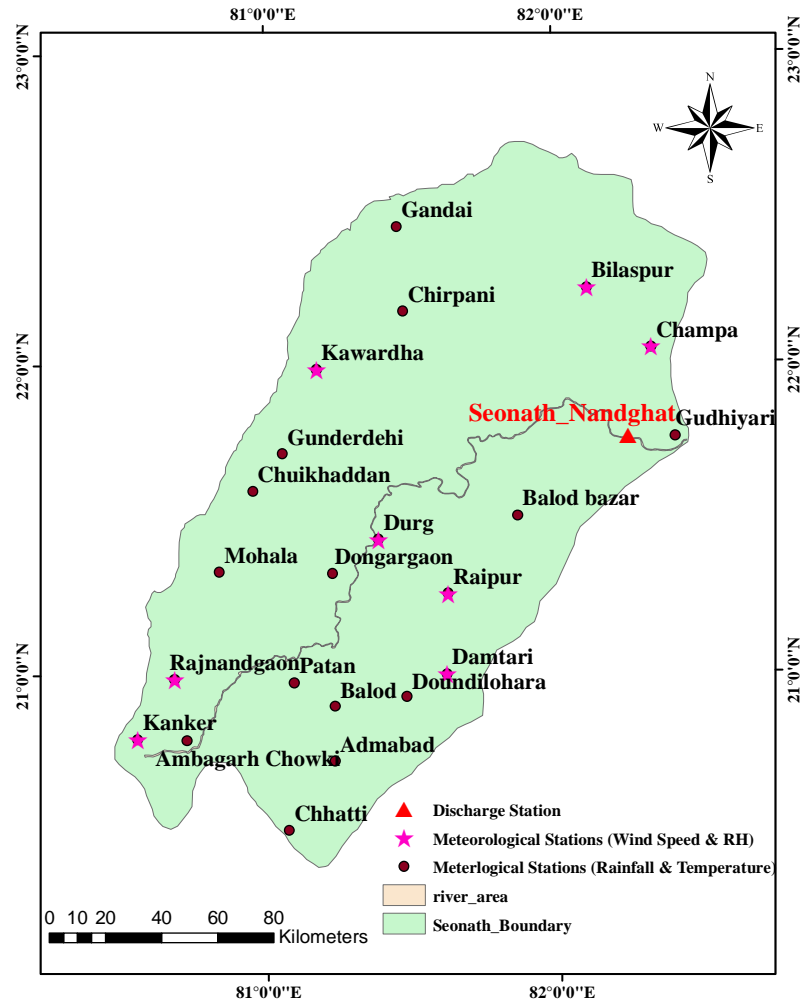 81°0'0"E
82°0'0"E
23°0'0"N
23°0'0"N
N
W
E
S
Gandai
Bilaspur
Chirpani
Champa
22°0'0"N
22°0'0"N
Kawardha
Seonath_Nandghat
Gudhiyari
Gunderdehi
Chuikhaddan
Balod bazar
Durg
Mohala
Dongargaon
Raipur
21°0'0"N
21°0'0"N
Rajnandgaon
Patan
Damtari
Doundilohara
Balod
Kanker
Admabad
Ambagarh Chowki
Chhatti
Discharge Station
Meteorological Stations (Wind Speed & RH)
Meterlogical Stations (Rainfall & Temperature)
river_area
Seonath_Boundary
0 10 20 40 60 80
Kilometers
81°0'0"E
82°0'0"E